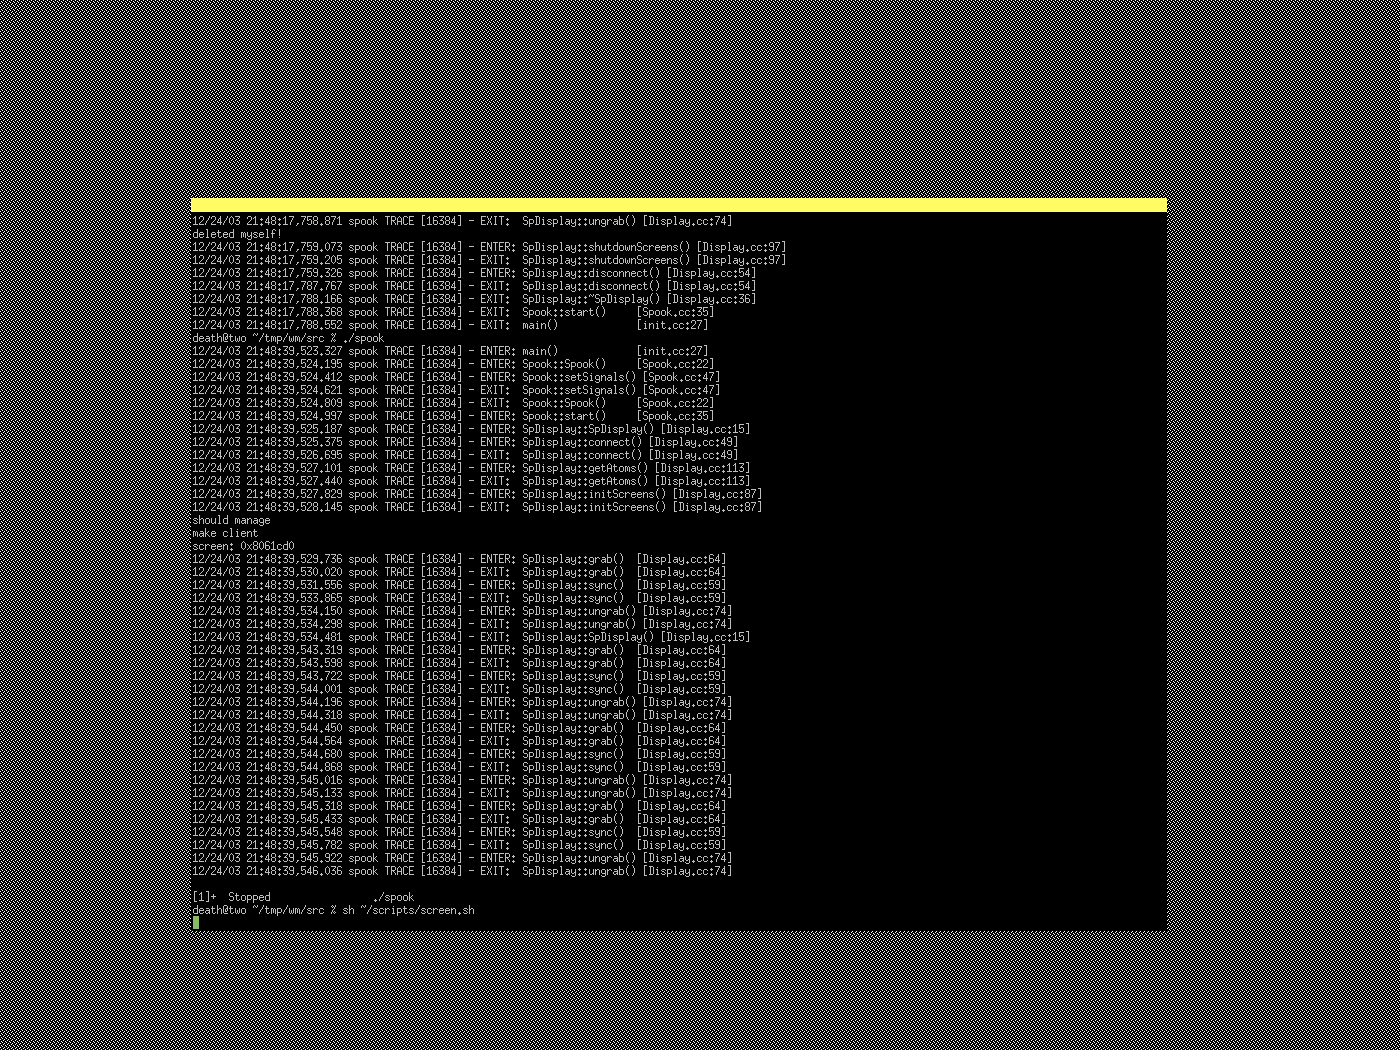 12/24/03 21:48:17,758.871 spook TRACE [16384] - EXIT:  SpDisplay::ungrab() [Display.cc:74]
deleted myself!
12/24/03 21:48:17,759.073 spook TRACE [16384] - ENTER: SpDisplay::shutdownScreens() [Display.cc:97]
12/24/03 21:48:17,759.205 spook TRACE [16384] - EXIT:  SpDisplay::shutdownScreens() [Display.cc:97]
12/24/03 21:48:17,759.326 spook TRACE [16384] - ENTER: SpDisplay::disconnect() [Display.cc:54]
12/24/03 21:48:17,787.767 spook TRACE [16384] - EXIT:  SpDisplay::disconnect() [Display.cc:54]
12/24/03 21:48:17,788.166 spook TRACE [16384] - EXIT:  SpDisplay::~SpDisplay() [Display.cc:36]
12/24/03 21:48:17,788.368 spook TRACE [16384] - EXIT:  Spook::start()     [Spook.cc:35]
12/24/03 21:48:17,788.552 spook TRACE [16384] - EXIT:  main()             [init.cc:27]
death@two ~/tmp/wm/src % ./spook
12/24/03 21:48:39,523.327 spook TRACE [16384] - ENTER: main()             [init.cc:27]
12/24/03 21:48:39,524.195 spook TRACE [16384] - ENTER: Spook::Spook()     [Spook.cc:22]
12/24/03 21:48:39,524.412 spook TRACE [16384] - ENTER: Spook::setSignals() [Spook.cc:47]
12/24/03 21:48:39,524.621 spook TRACE [16384] - EXIT:  Spook::setSignals() [Spook.cc:47]
12/24/03 21:48:39,524.809 spook TRACE [16384] - EXIT:  Spook::Spook()     [Spook.cc:22]
12/24/03 21:48:39,524.997 spook TRACE [16384] - ENTER: Spook::start()     [Spook.cc:35]
12/24/03 21:48:39,525.187 spook TRACE [16384] - ENTER: SpDisplay::SpDisplay() [Display.cc:15]
12/24/03 21:48:39,525.375 spook TRACE [16384] - ENTER: SpDisplay::connect() [Display.cc:49]
12/24/03 21:48:39,526.695 spook TRACE [16384] - EXIT:  SpDisplay::connect() [Display.cc:49]
12/24/03 21:48:39,527.101 spook TRACE [16384] - ENTER: SpDisplay::getAtoms() [Display.cc:113]
12/24/03 21:48:39,527.440 spook TRACE [16384] - EXIT:  SpDisplay::getAtoms() [Display.cc:113]
12/24/03 21:48:39,527.829 spook TRACE [16384] - ENTER: SpDisplay::initScreens() [Display.cc:87]
12/24/03 21:48:39,528.145 spook TRACE [16384] - EXIT:  SpDisplay::initScreens() [Display.cc:87]
should manage
make client
screen: 0x8061cd0
12/24/03 21:48:39,529.736 spook TRACE [16384] - ENTER: SpDisplay::grab()  [Display.cc:64]
12/24/03 21:48:39,530.020 spook TRACE [16384] - EXIT:  SpDisplay::grab()  [Display.cc:64]
12/24/03 21:48:39,531.556 spook TRACE [16384] - ENTER: SpDisplay::sync()  [Display.cc:59]
12/24/03 21:48:39,533.865 spook TRACE [16384] - EXIT:  SpDisplay::sync()  [Display.cc:59]
12/24/03 21:48:39,534.150 spook TRACE [16384] - ENTER: SpDisplay::ungrab() [Display.cc:74]
12/24/03 21:48:39,534.298 spook TRACE [16384] - EXIT:  SpDisplay::ungrab() [Display.cc:74]
12/24/03 21:48:39,534.481 spook TRACE [16384] - EXIT:  SpDisplay::SpDisplay() [Display.cc:15]
12/24/03 21:48:39,543.319 spook TRACE [16384] - ENTER: SpDisplay::grab()  [Display.cc:64]
12/24/03 21:48:39,543.598 spook TRACE [16384] - EXIT:  SpDisplay::grab()  [Display.cc:64]
12/24/03 21:48:39,543.722 spook TRACE [16384] - ENTER: SpDisplay::sync()  [Display.cc:59]
12/24/03 21:48:39,544.001 spook TRACE [16384] - EXIT:  SpDisplay::sync()  [Display.cc:59]
12/24/03 21:48:39,544.196 spook TRACE [16384] - ENTER: SpDisplay::ungrab() [Display.cc:74]
12/24/03 21:48:39,544.318 spook TRACE [16384] - EXIT:  SpDisplay::ungrab() [Display.cc:74]
12/24/03 21:48:39,544.450 spook TRACE [16384] - ENTER: SpDisplay::grab()  [Display.cc:64]
12/24/03 21:48:39,544.564 spook TRACE [16384] - EXIT:  SpDisplay::grab()  [Display.cc:64]
12/24/03 21:48:39,544.680 spook TRACE [16384] - ENTER: SpDisplay::sync()  [Display.cc:59]
12/24/03 21:48:39,544.868 spook TRACE [16384] - EXIT:  SpDisplay::sync()  [Display.cc:59]
12/24/03 21:48:39,545.016 spook TRACE [16384] - ENTER: SpDisplay::ungrab() [Display.cc:74]
12/24/03 21:48:39,545.133 spook TRACE [16384] - EXIT:  SpDisplay::ungrab() [Display.cc:74]
12/24/03 21:48:39,545.318 spook TRACE [16384] - ENTER: SpDisplay::grab()  [Display.cc:64]
12/24/03 21:48:39,545.433 spook TRACE [16384] - EXIT:  SpDisplay::grab()  [Display.cc:64]
12/24/03 21:48:39,545.548 spook TRACE [16384] - ENTER: SpDisplay::sync()  [Display.cc:59]
12/24/03 21:48:39,545.782 spook TRACE [16384] - EXIT:  SpDisplay::sync()  [Display.cc:59]
12/24/03 21:48:39,545.922 spook TRACE [16384] - ENTER: SpDisplay::ungrab() [Display.cc:74]
12/24/03 21:48:39,546.036 spook TRACE [16384] - EXIT:  SpDisplay::ungrab() [Display.cc:74]
[1]+  Stopped                 ./spook
death@two ~/tmp/wm/src % sh ~/scripts/screen.sh